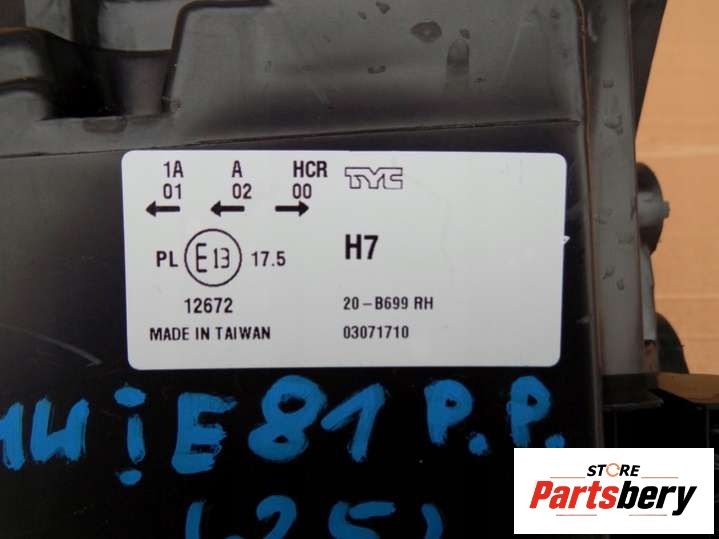 1A A HCR TYC
01 02 00
PL E13 17.5 H7
12672 20-B699 RH
MADE IN TAIWAN 03071710
E81 P.P.
STORE
Partsbery